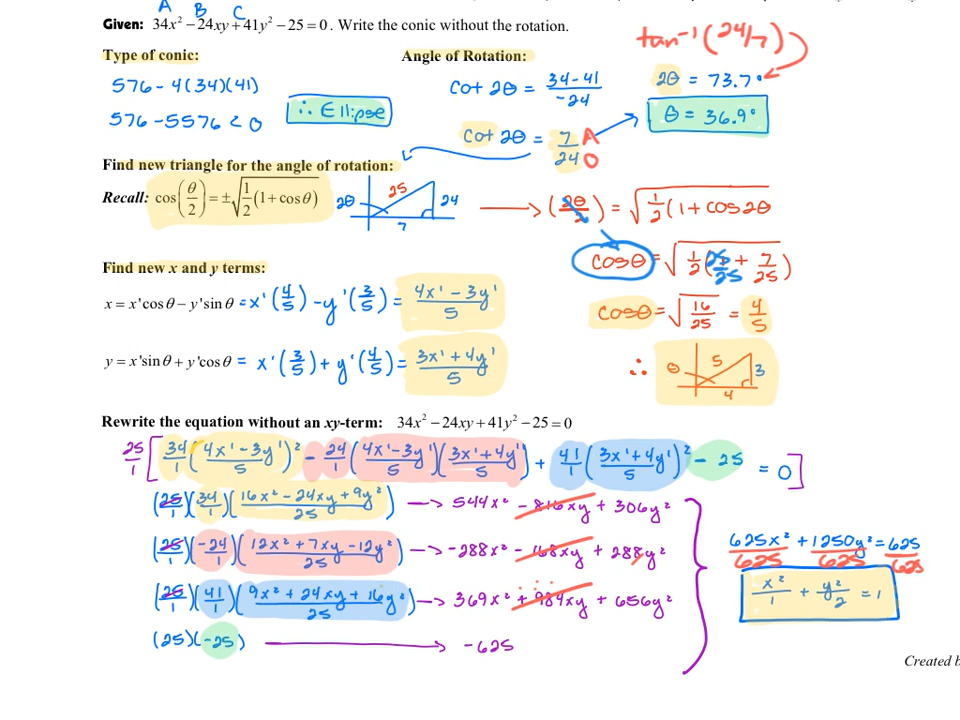 A B C
Given: 34x² − 24xy + 41y² − 25 = 0. Write the conic without the rotation.
tan⁻¹(24/7)
Type of conic:
576 - 4(34)(41)
576 - 5576 < 0
∴ Ellipse
Angle of Rotation:
cot 2θ = 34-41/-24
cot 2θ = 7/24 A O
2θ = 73.7°
θ = 36.9°
Find new triangle for the angle of rotation:
Recall: cos(θ/2) = ±√(1/2(1+cosθ))
2θ 25 24 7
(2θ/2) = √(1/2(1 + cos2θ
cosθ = √(1/2(25/25 + 7/25))
cosθ = √(16/25) = 4/5
∴ θ 5 3 4
Find new x and y terms:
x = x'cosθ − y'sinθ = x'(4/5) - y'(3/5) = 4x' - 3y'/5
y = x'sinθ + y'cosθ = x'(3/5) + y'(4/5) = 3x' + 4y'/5
Rewrite the equation without an xy-term: 34x² − 24xy + 41y² − 25 = 0
25/1 [34/1 (4x' - 3y'/5)² - 24/1 (4x' - 3y'/5)(3x' + 4y'/5) + 41/1 (3x' + 4y'/5)² - 25 = 0]
(25/1)(34/1)(16x² - 24xy + 9y²/25) → 544x² - 816xy + 306y²
(25/1)(-24/1)(12x² + 7xy - 12y²/25) → -288x² - 168xy + 288y²
(25/1)(41/1)(9x² + 24xy + 16y²/25) → 369x² + 984xy + 656y²
(25)(-25) → -625
625x²/625 + 1250y²/625 = 625/625
x²/1 + y²/2 = 1
Created b